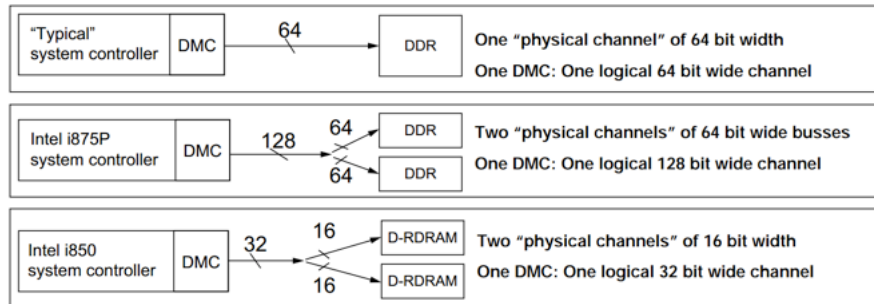 "Typical"
system controller
DMC
64
DDR
One "physical channel" of 64 bit width
One DMC: One logical 64 bit wide channel
Intel i875P
system controller
DMC
128
64
64
DDR
DDR
Two "physical channels" of 64 bit wide busses
One DMC: One logical 128 bit wide channel
Intel i850
system controller
DMC
32
16
16
D-RDRAM
D-RDRAM
Two "physical channels" of 16 bit width
One DMC: One logical 32 bit wide channel